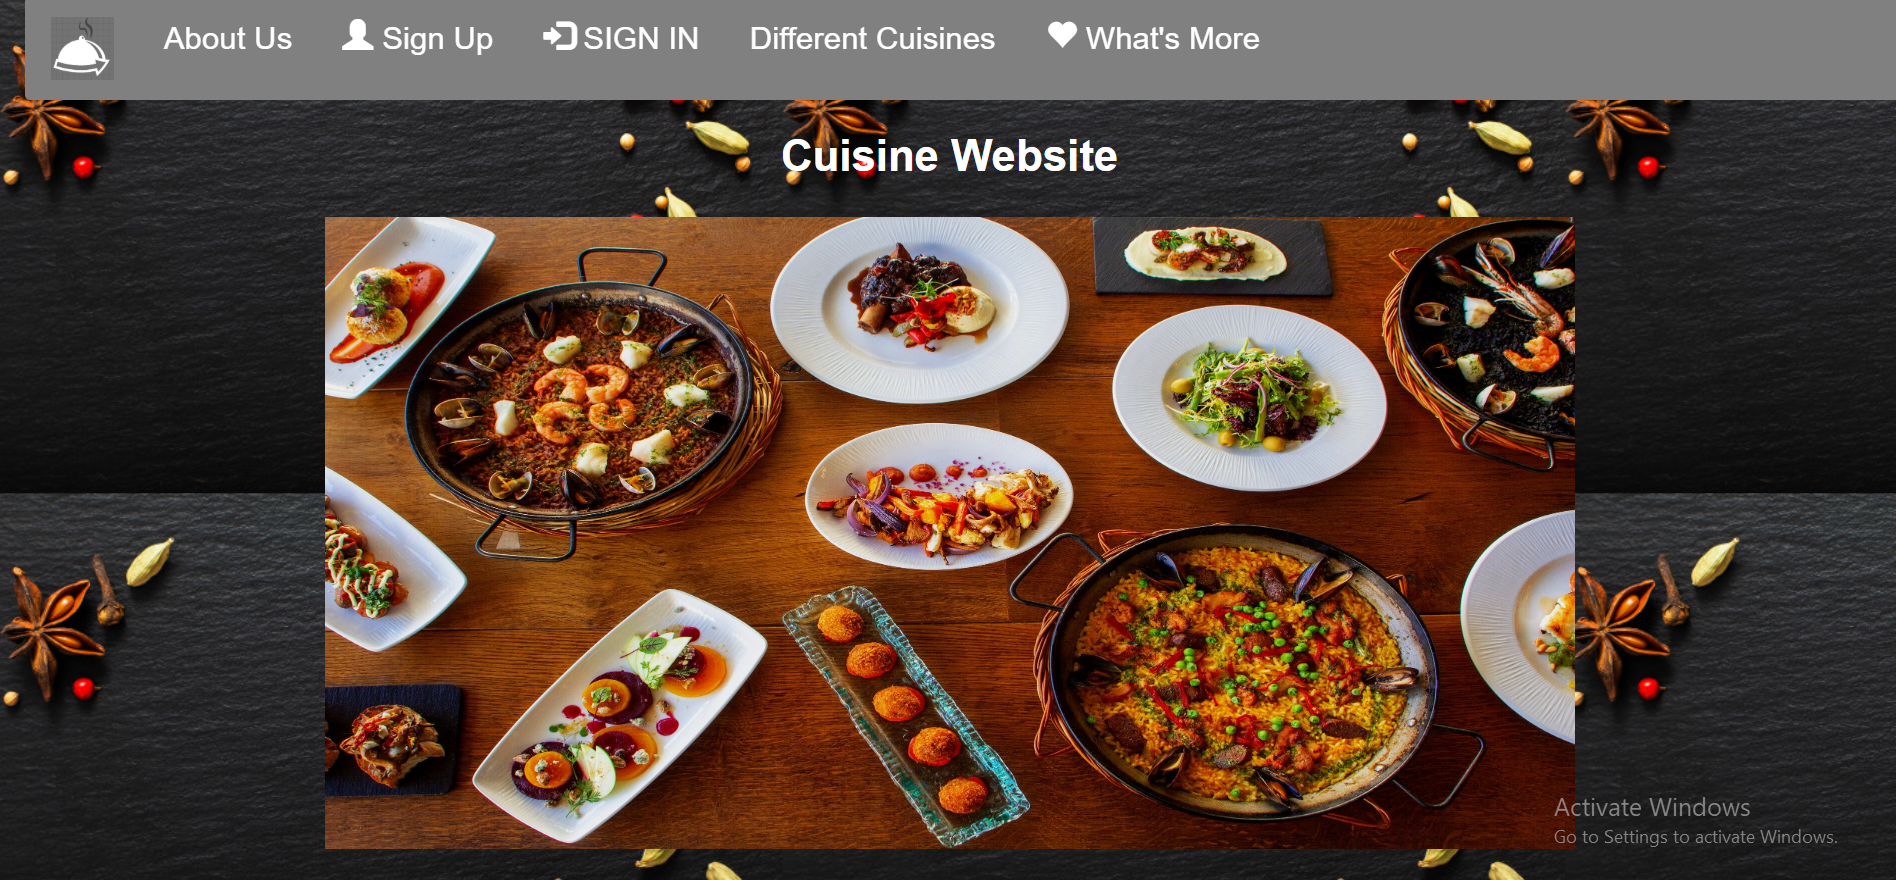 About Us Sign Up SIGN IN Different Cuisines What's More
Cuisine Website
Activate Windows
Go to Settings to activate Windows.